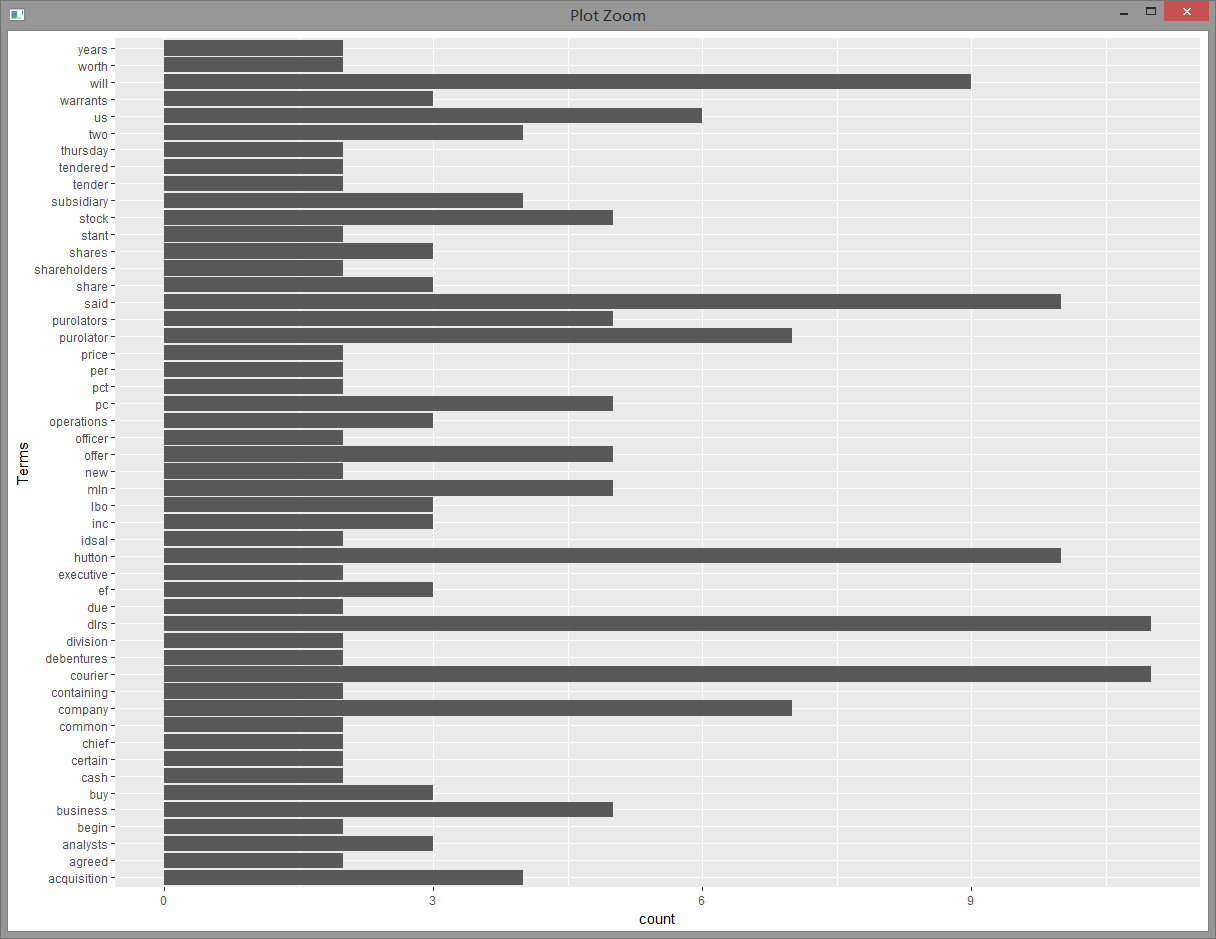 Plot Zoom
years
worth
will
warrants
us
two
thursday
tendered
tender
subsidiary
stock
stant
shares
shareholders
share
said
purolators
purolator
price
per
pct
pc
operations
officer
offer
new
mln
lbo
inc
idsal
hutton
executive
ef
due
dlrs
division
debentures
courier
containing
company
common
chief
certain
cash
buy
business
begin
analysts
agreed
acquisition
Terms
0 3 6 9
count